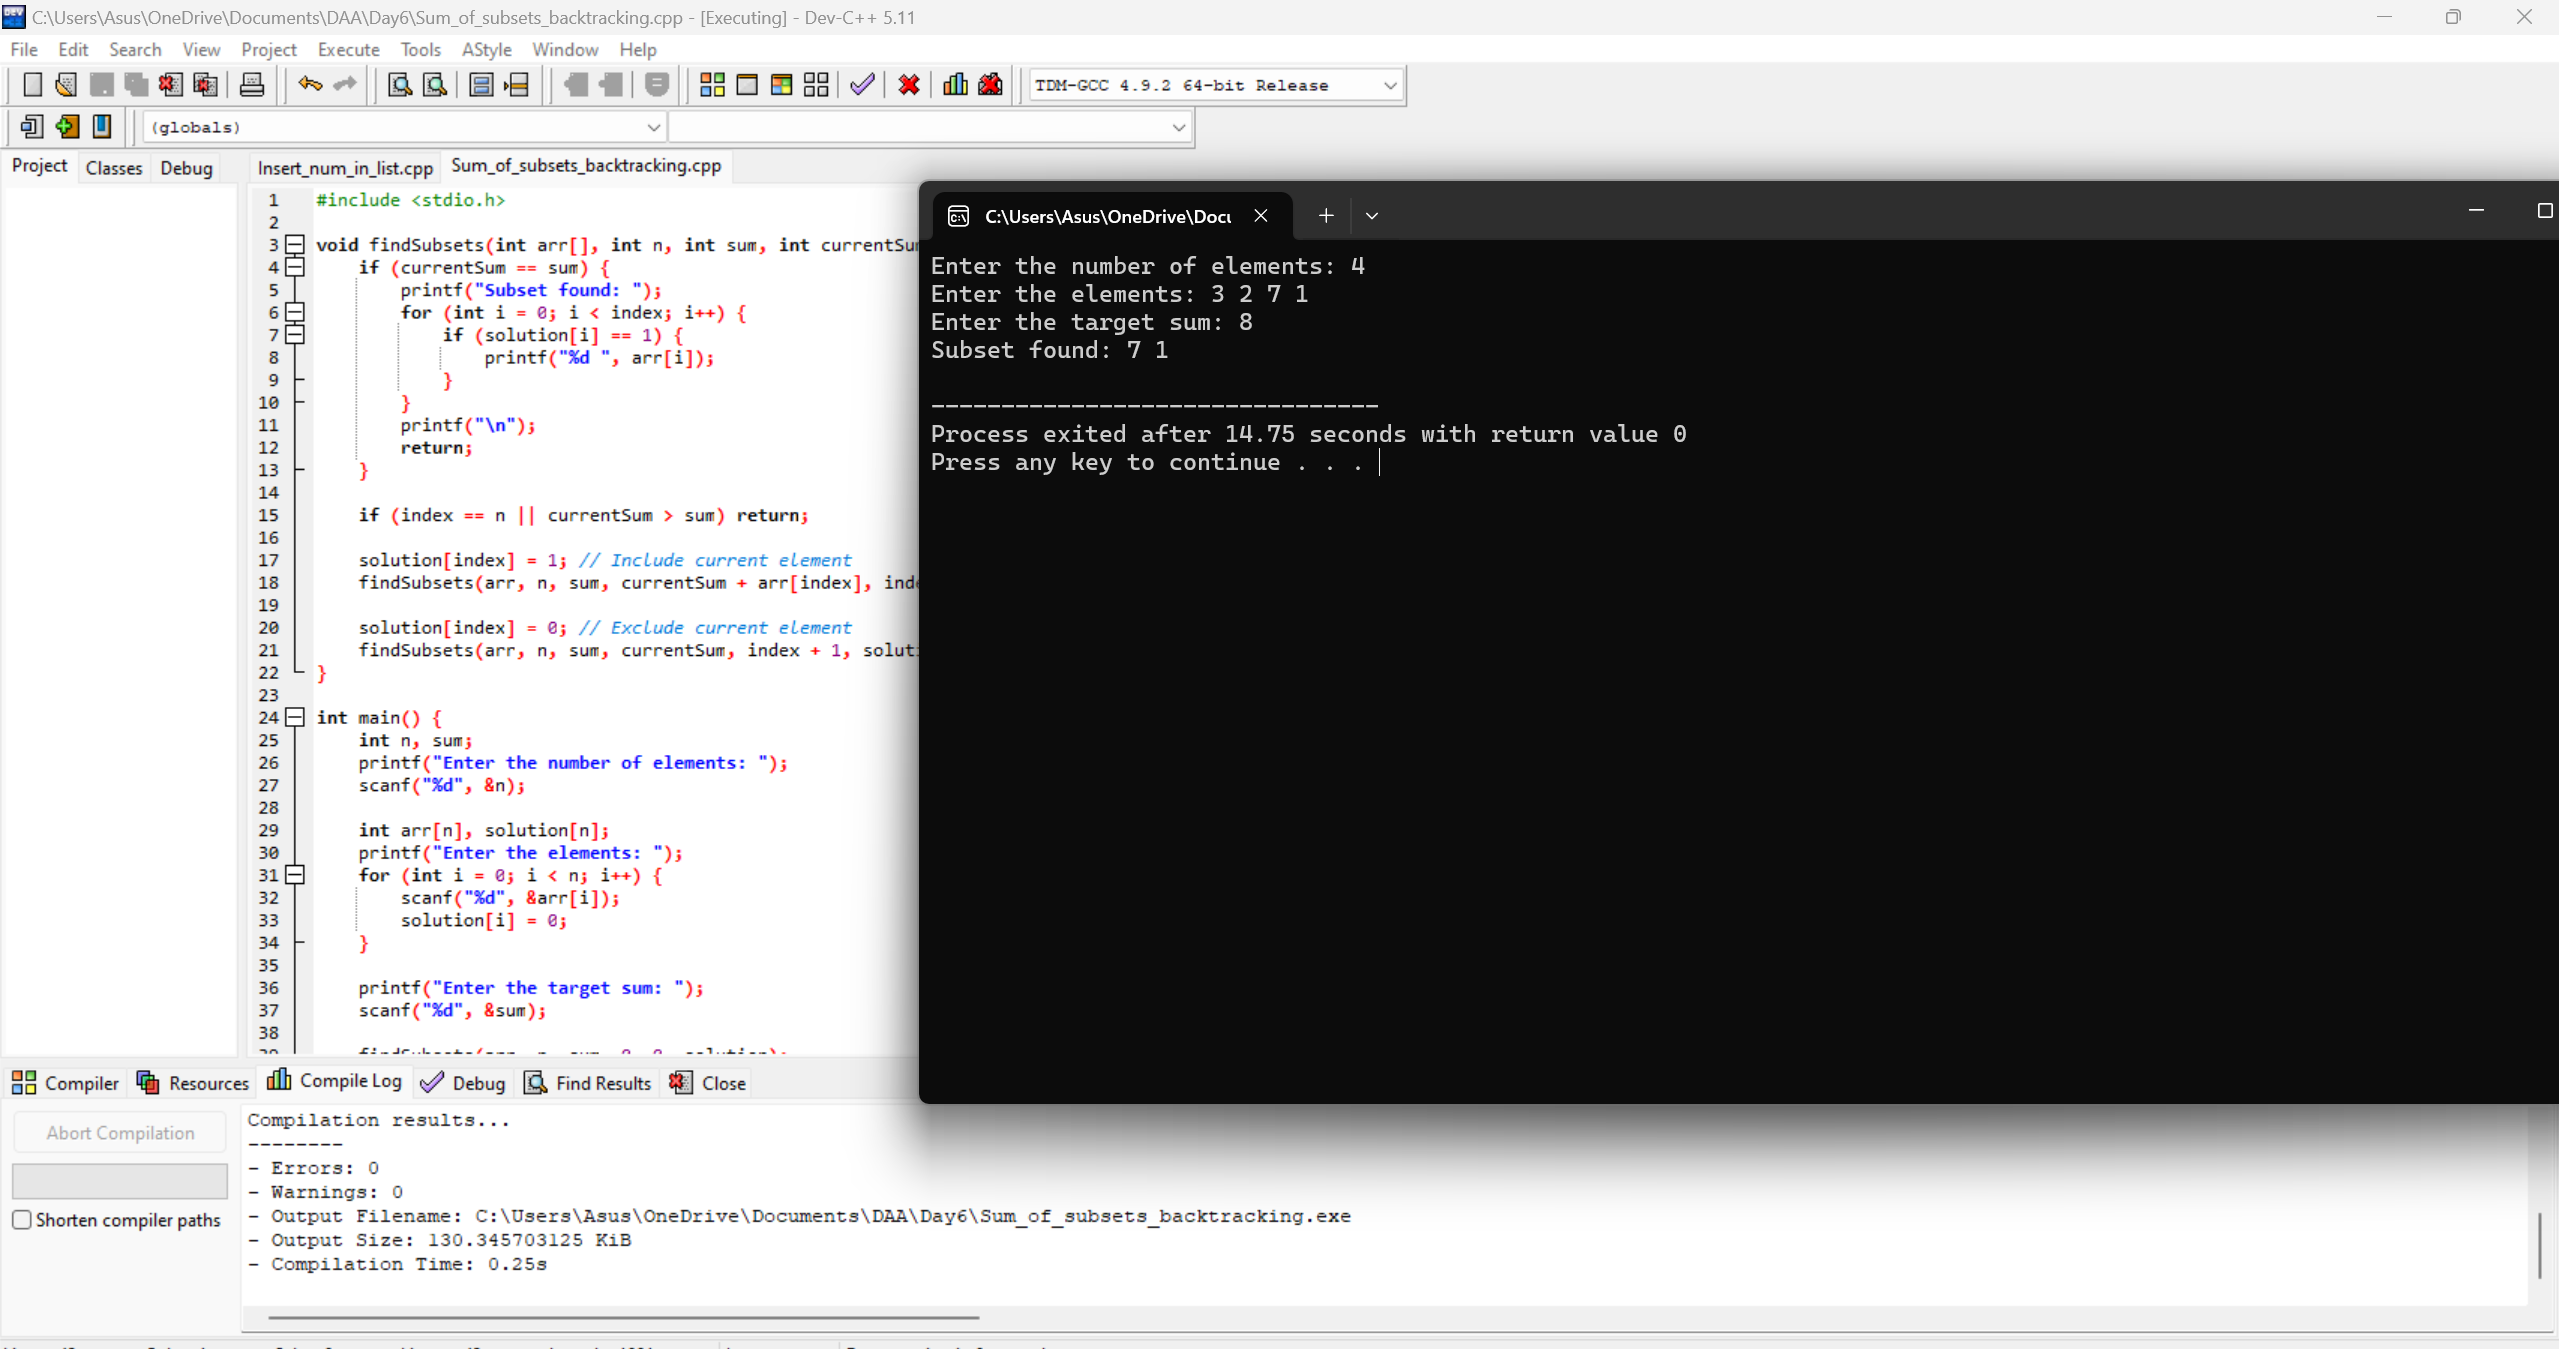 C:\Users\Asus\OneDrive\Documents\DAA\Day6\Sum_of_subsets_backtracking.cpp - [Executing] - Dev-C++ 5.11
File Edit Search View Project Execute Tools AStyle Window Help
TDM-GCC 4.9.2 64-bit Release
(globals)
Project Classes Debug
Insert_num_in_list.cpp Sum_of_subsets_backtracking.cpp
1 #include <stdio.h>
2
3 void findSubsets(int arr[], int n, int sum, int currentSu
4 if (currentSum == sum) {
5 printf("Subset found: ");
6 for (int i = 0; i < index; i++) {
7 if (solution[i] == 1) {
8 printf("%d ", arr[i]);
9 }
10 }
11 printf("\n");
12 return;
13 }
14
15 if (index == n || currentSum > sum) return;
16
17 solution[index] = 1; // Include current element
18 findSubsets(arr, n, sum, currentSum + arr[index], ind
19
20 solution[index] = 0; // Exclude current element
21 findSubsets(arr, n, sum, currentSum, index + 1, solut
22 }
23
24 int main() {
25 int n, sum;
26 printf("Enter the number of elements: ");
27 scanf("%d", &n);
28
29 int arr[n], solution[n];
30 printf("Enter the elements: ");
31 for (int i = 0; i < n; i++) {
32 scanf("%d", &arr[i]);
33 solution[i] = 0;
34 }
35
36 printf("Enter the target sum: ");
37 scanf("%d", &sum);
38
C:\Users\Asus\OneDrive\Docu
Enter the number of elements: 4
Enter the elements: 3 2 7 1
Enter the target sum: 8
Subset found: 7 1
--------------------------------
Process exited after 14.75 seconds with return value 0
Press any key to continue . . .
Compiler Resources Compile Log Debug Find Results Close
Abort Compilation
Shorten compiler paths
Compilation results...
--------
- Errors: 0
- Warnings: 0
- Output Filename: C:\Users\Asus\OneDrive\Documents\DAA\Day6\Sum_of_subsets_backtracking.exe
- Output Size: 130.345703125 KiB
- Compilation Time: 0.25s